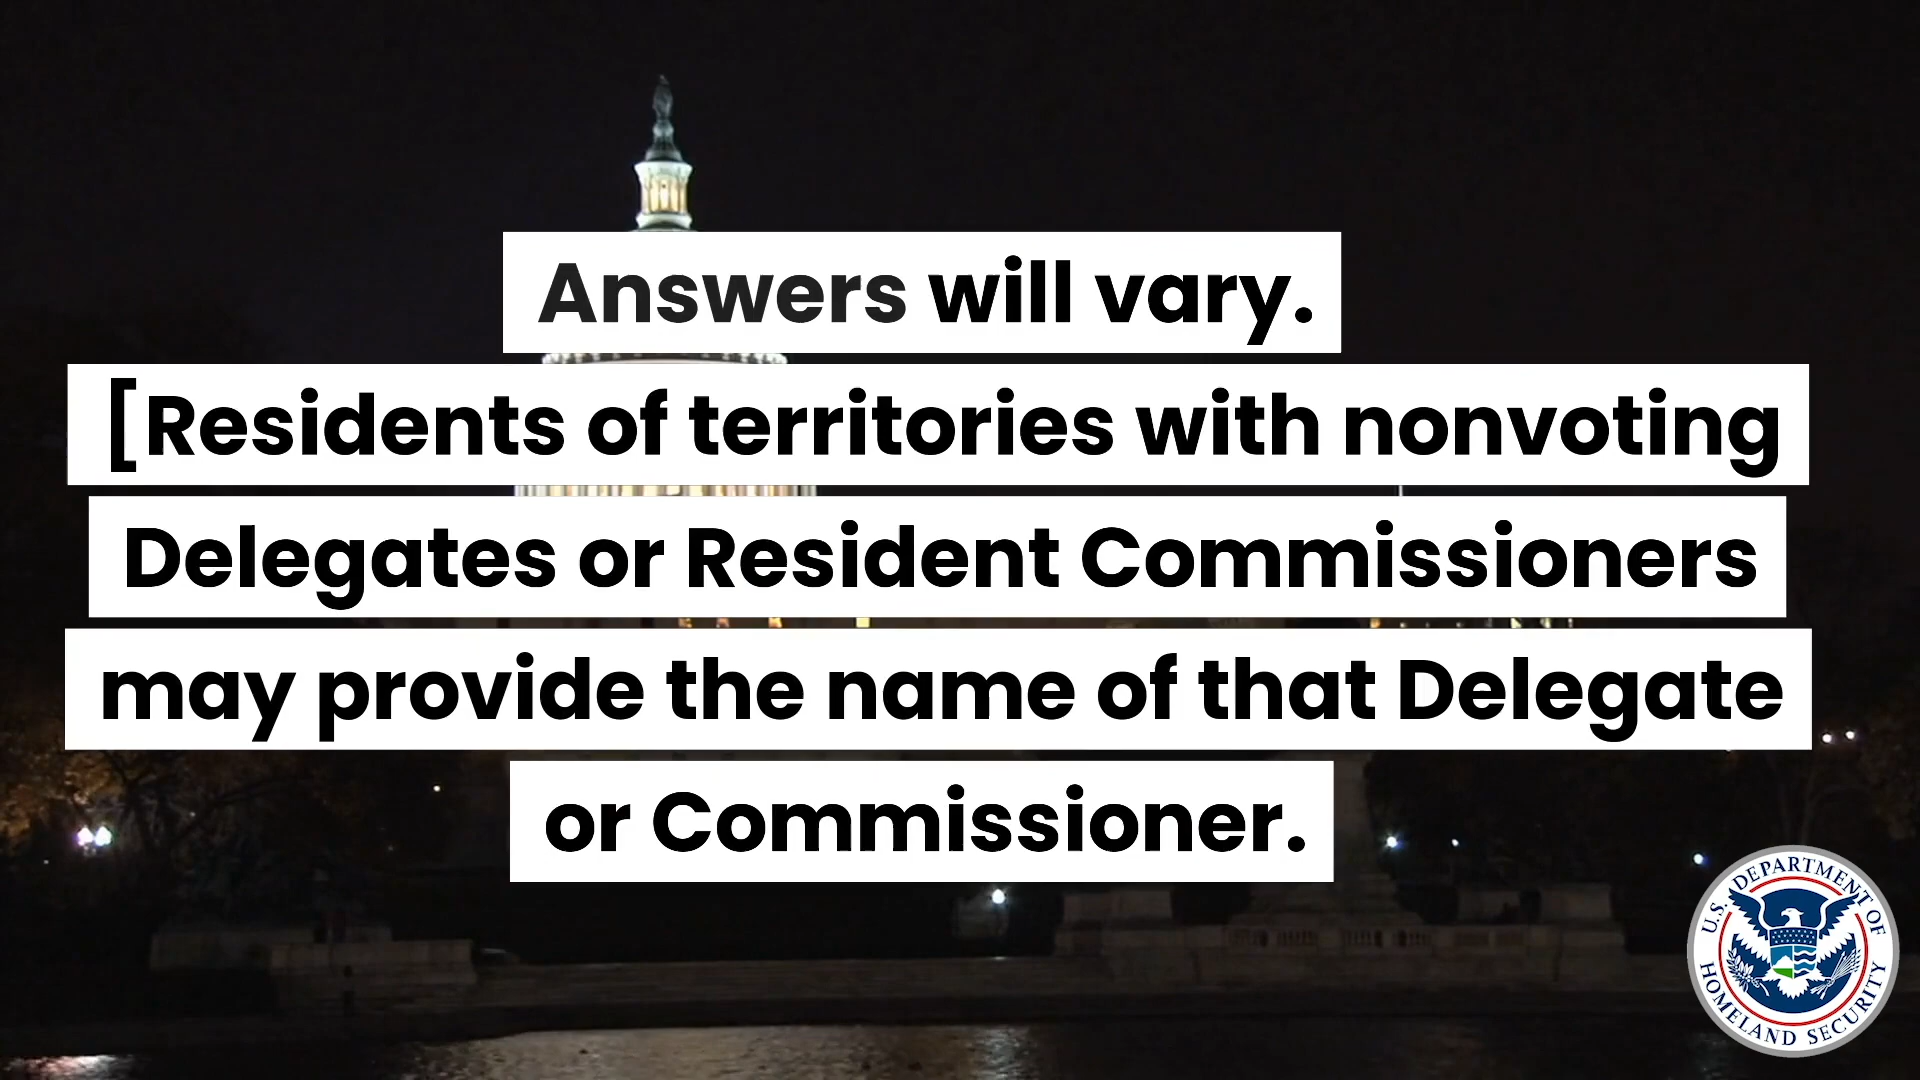 Answers will vary.
[Residents of territories with nonvoting
Delegates or Resident Commissioners
may provide the name of that Delegate
or Commissioner.
U.S. DEPARTMENT OF
HOMELAND SECURITY